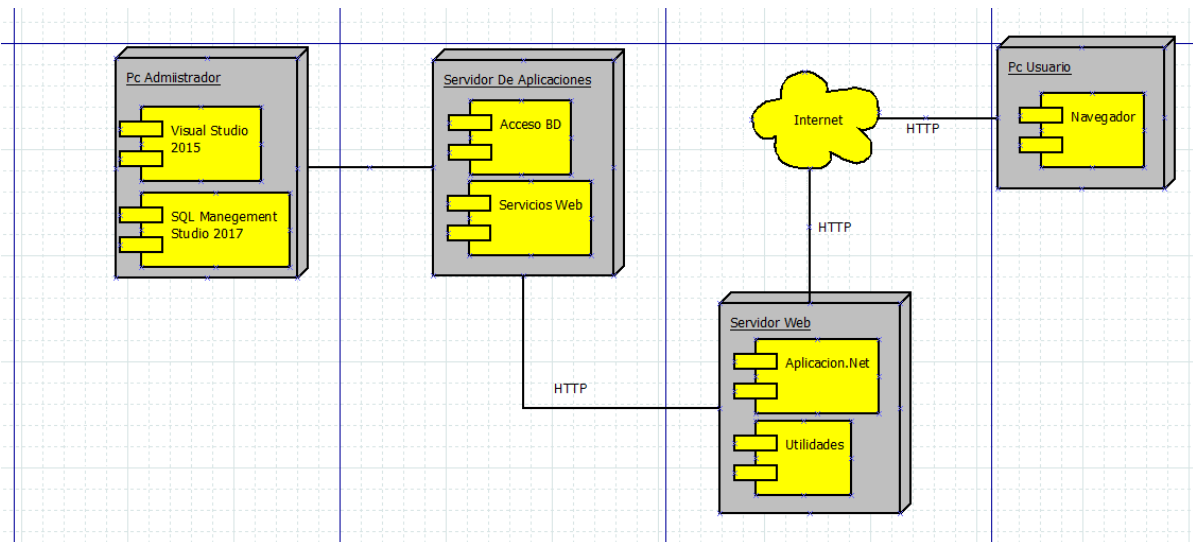 Pc Admiistrador
Visual Studio
2015
SQL Manegement
Studio 2017
Servidor De Aplicaciones
Acceso BD
Servicios Web
HTTP
Internet
HTTP
HTTP
Pc Usuario
Navegador
Servidor Web
Aplicacion.Net
Utilidades